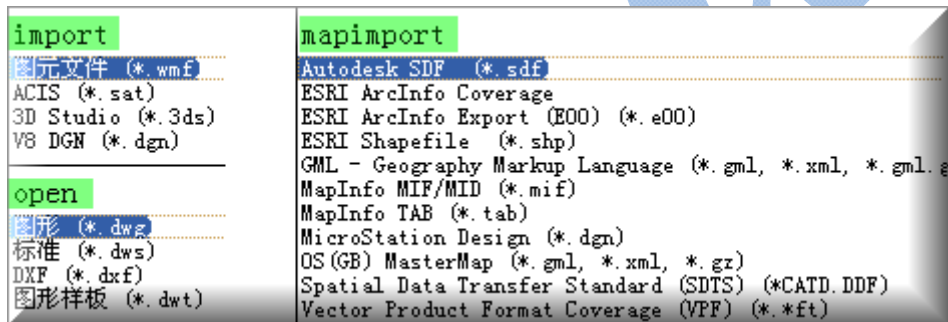 import
图元文件 (*.wmf)
ACIS (*.sat)
3D Studio (*.3ds)
V8 DGN (*.dgn)
open
图形 (*.dwg)
标准 (*.dws)
DXF (*.dxf)
图形样板 (*.dwt)
mapimport
Autodesk SDF (*.sdf)
ESRI ArcInfo Coverage
ESRI ArcInfo Export (E00) (*.e00)
ESRI Shapefile (*.shp)
GML - Geography Markup Language (*.gml, *.xml, *.gml.g
MapInfo MIF/MID (*.mif)
MapInfo TAB (*.tab)
MicroStation Design (*.dgn)
OS(GB) MasterMap (*.gml, *.xml, *.gz)
Spatial Data Transfer Standard (SDTS) (*CATD.DDF)
Vector Product Format Coverage (VPF) (*.*ft)